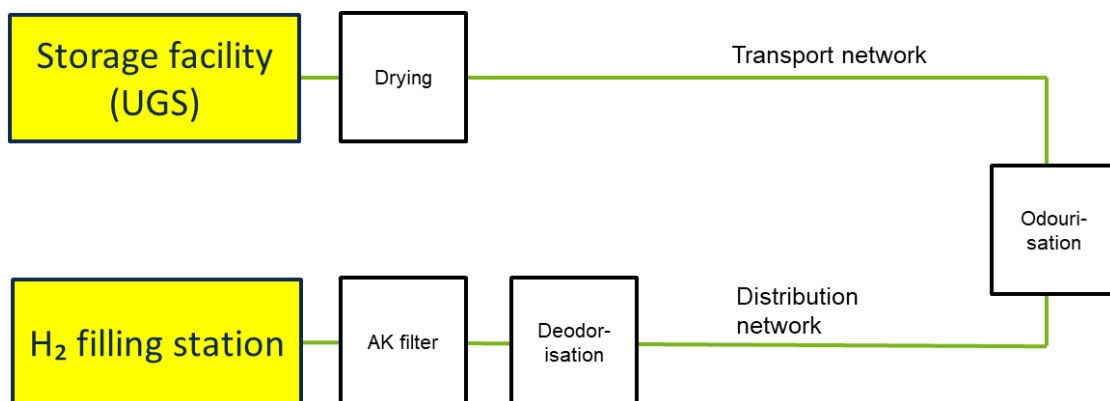 Storage facility
(UGS)
Drying
Transport network
Odouri-
sation
Distribution
network
Deodor-
isation
AK filter
H₂ filling station